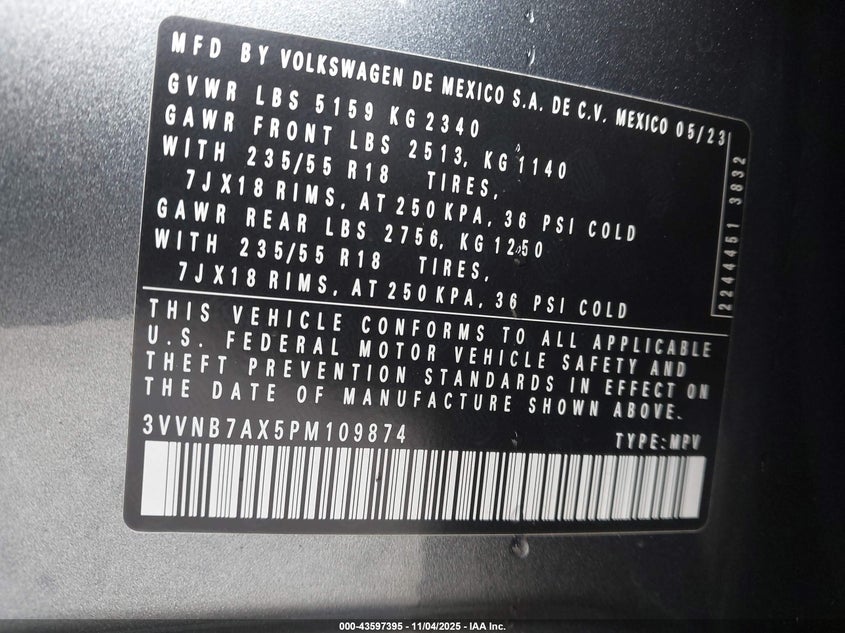 MFD BY VOLKSWAGEN DE MEXICO S.A. DE C.V. MEXICO 05/23
GVWR LBS 5159 KG 2340
GAWR FRONT LBS 2513, KG 1140
WITH 235/55 R18 TIRES,
7JX18 RIMS, AT 250 KPA, 36 PSI COLD
GAWR REAR LBS 2756, KG 1250
WITH 235/55 R18 TIRES,
7JX18 RIMS, AT 250 KPA, 36 PSI COLD
2244451 3832
THIS VEHICLE CONFORMS TO ALL APPLICABLE
U.S. FEDERAL MOTOR VEHICLE SAFETY AND
THEFT PREVENTION STANDARDS IN EFFECT ON
THE DATE OF MANUFACTURE SHOWN ABOVE.
3VVNB7AX5PM109874 TYPE:MPV
000-43597395 - 11/04/2025 - IAA Inc.